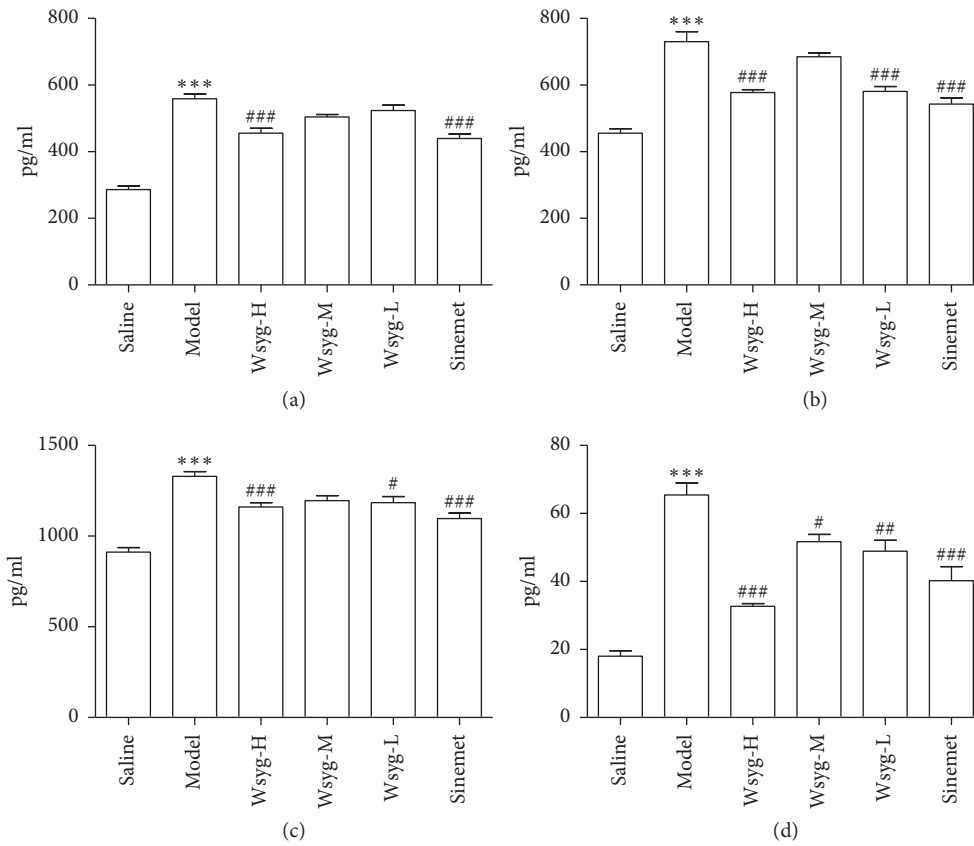 800
600
400
200
0
pg/ml
***
###
###
Saline
Model
Wsyg-H
Wsyg-M
Wsyg-L
Sinemet
(a)
800
600
400
200
0
pg/ml
***
###
###
###
Saline
Model
Wsyg-H
Wsyg-M
Wsyg-L
Sinemet
(b)
1500
1000
500
0
pg/ml
***
###
#
###
Saline
Model
Wsyg-H
Wsyg-M
Wsyg-L
Sinemet
(c)
80
60
40
20
0
pg/ml
***
###
#
##
###
Saline
Model
Wsyg-H
Wsyg-M
Wsyg-L
Sinemet
(d)